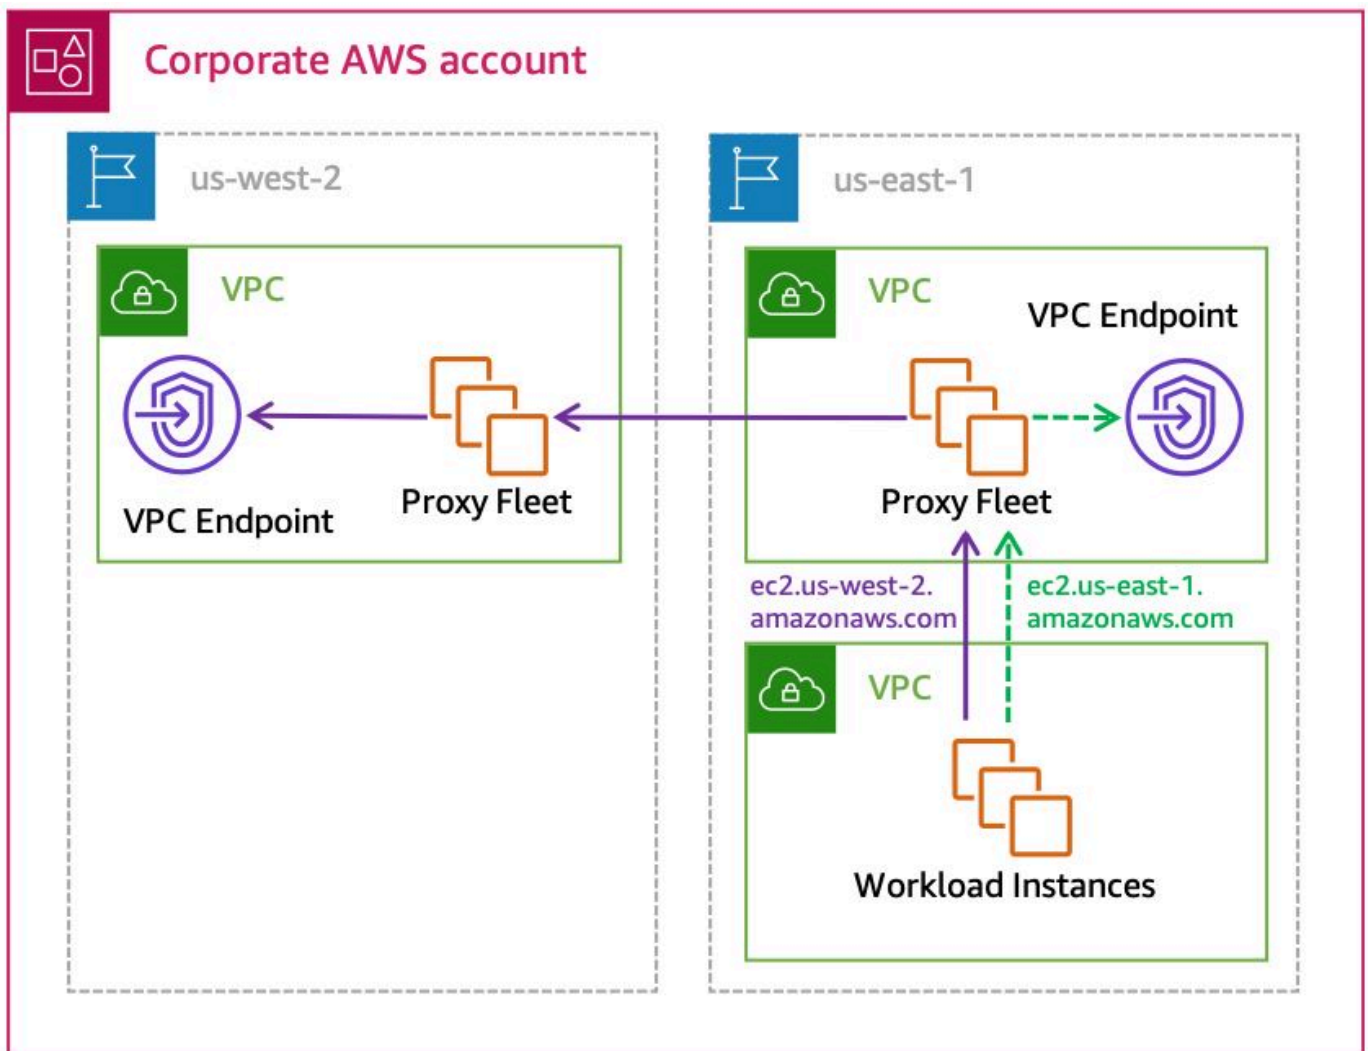 Corporate AWS account
us-west-2
us-east-1
VPC
VPC Endpoint
Proxy Fleet
VPC
VPC Endpoint
Proxy Fleet
ec2.us-west-2.
amazonaws.com
ec2.us-east-1.
amazonaws.com
VPC
Workload Instances